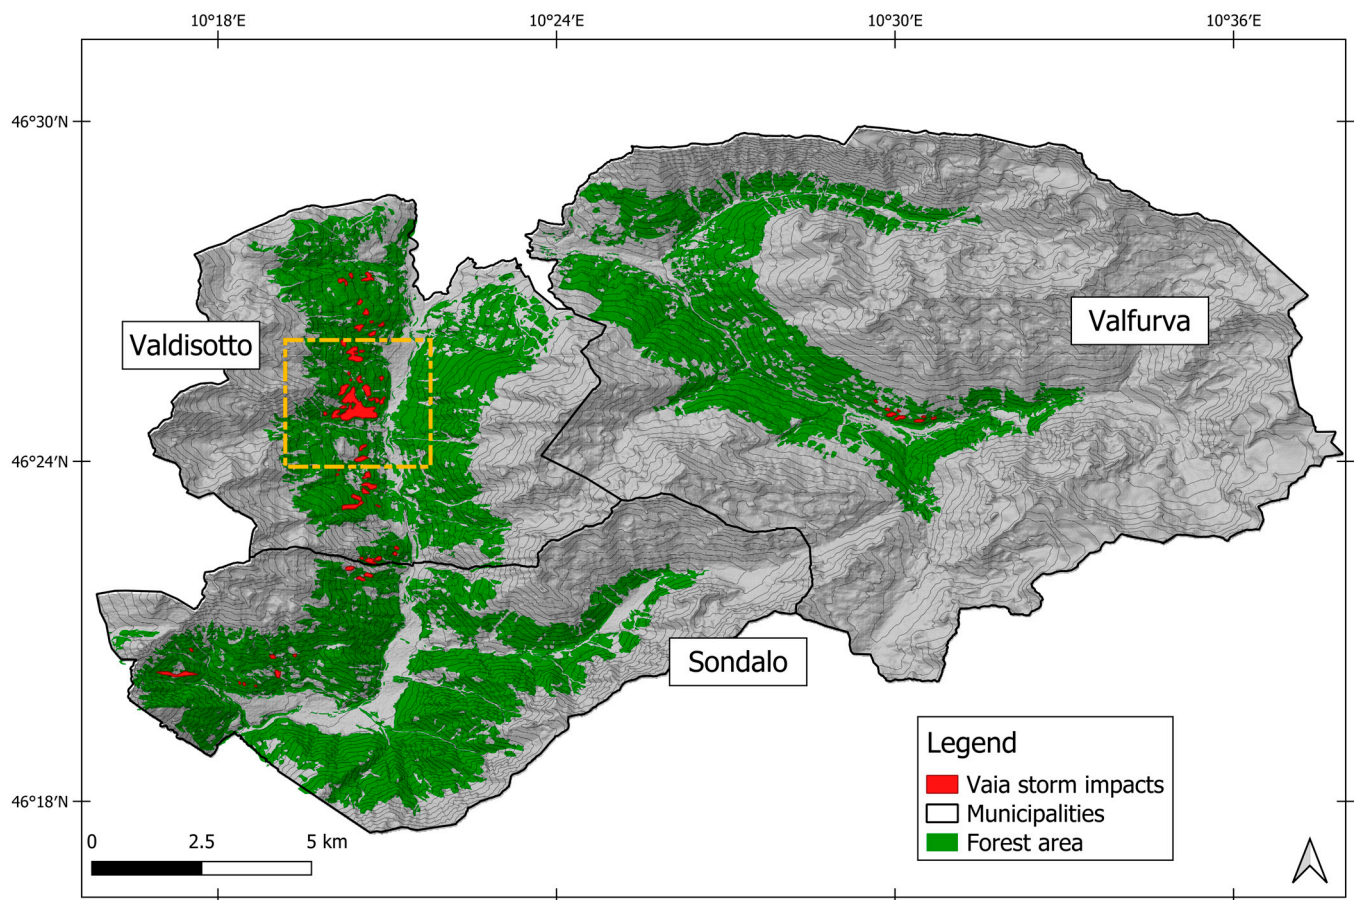 10°18′E
10°24′E
10°30′E
10°36′E
46°30′N
46°24′N
46°18′N
Valdisotto
Valfurva
Sondalo
Legend
Vaia storm impacts
Municipalities
Forest area
0 2.5 5 km